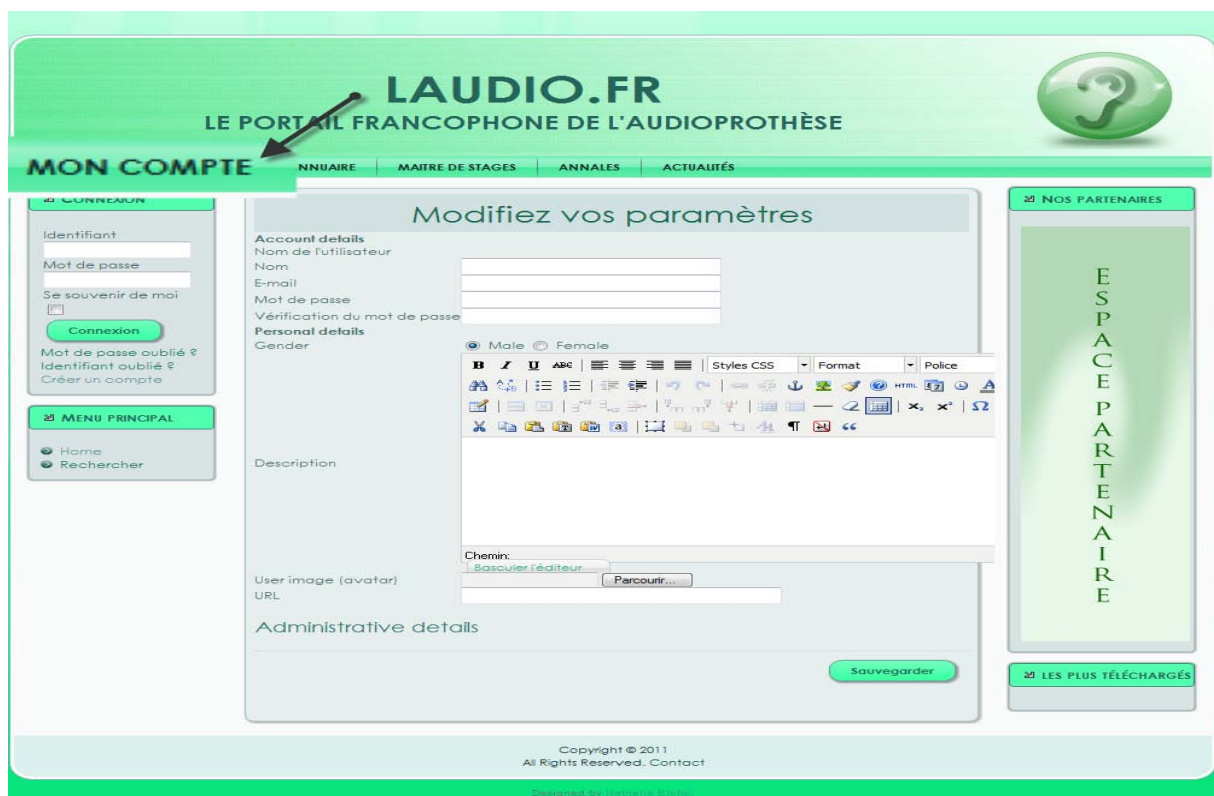 LAUDIO.FR
LE PORTAIL FRANCOPHONE DE L'AUDIOPROTHÈSE
MON COMPTE
NNUAIRE
MAITRE DE STAGES
ANNALES
ACTUALITÉS
CONNEXION
Identifiant
Mot de passe
Se souvenir de moi
Connexion
Mot de passe oublié ?
Identifiant oublié ?
Créer un compte
MENU PRINCIPAL
Home
Rechercher
Modifiez vos paramètres
Account details
Nom de l'utilisateur
Nom
E-mail
Mot de passe
Vérification du mot de passe
Personal details
Gender
Male
Female
B I U ABC
Styles CSS
Format
Police
HTML
Description
Chemin:
Basculer l'éditeur
User image (avatar)
Parcourir...
URL
Administrative details
Sauvegarder
NOS PARTENAIRES
ESPACE PARTENAIRE
LES PLUS TÉLÉCHARGÉS
Copyright © 2011
All Rights Reserved. Contact
Designed by